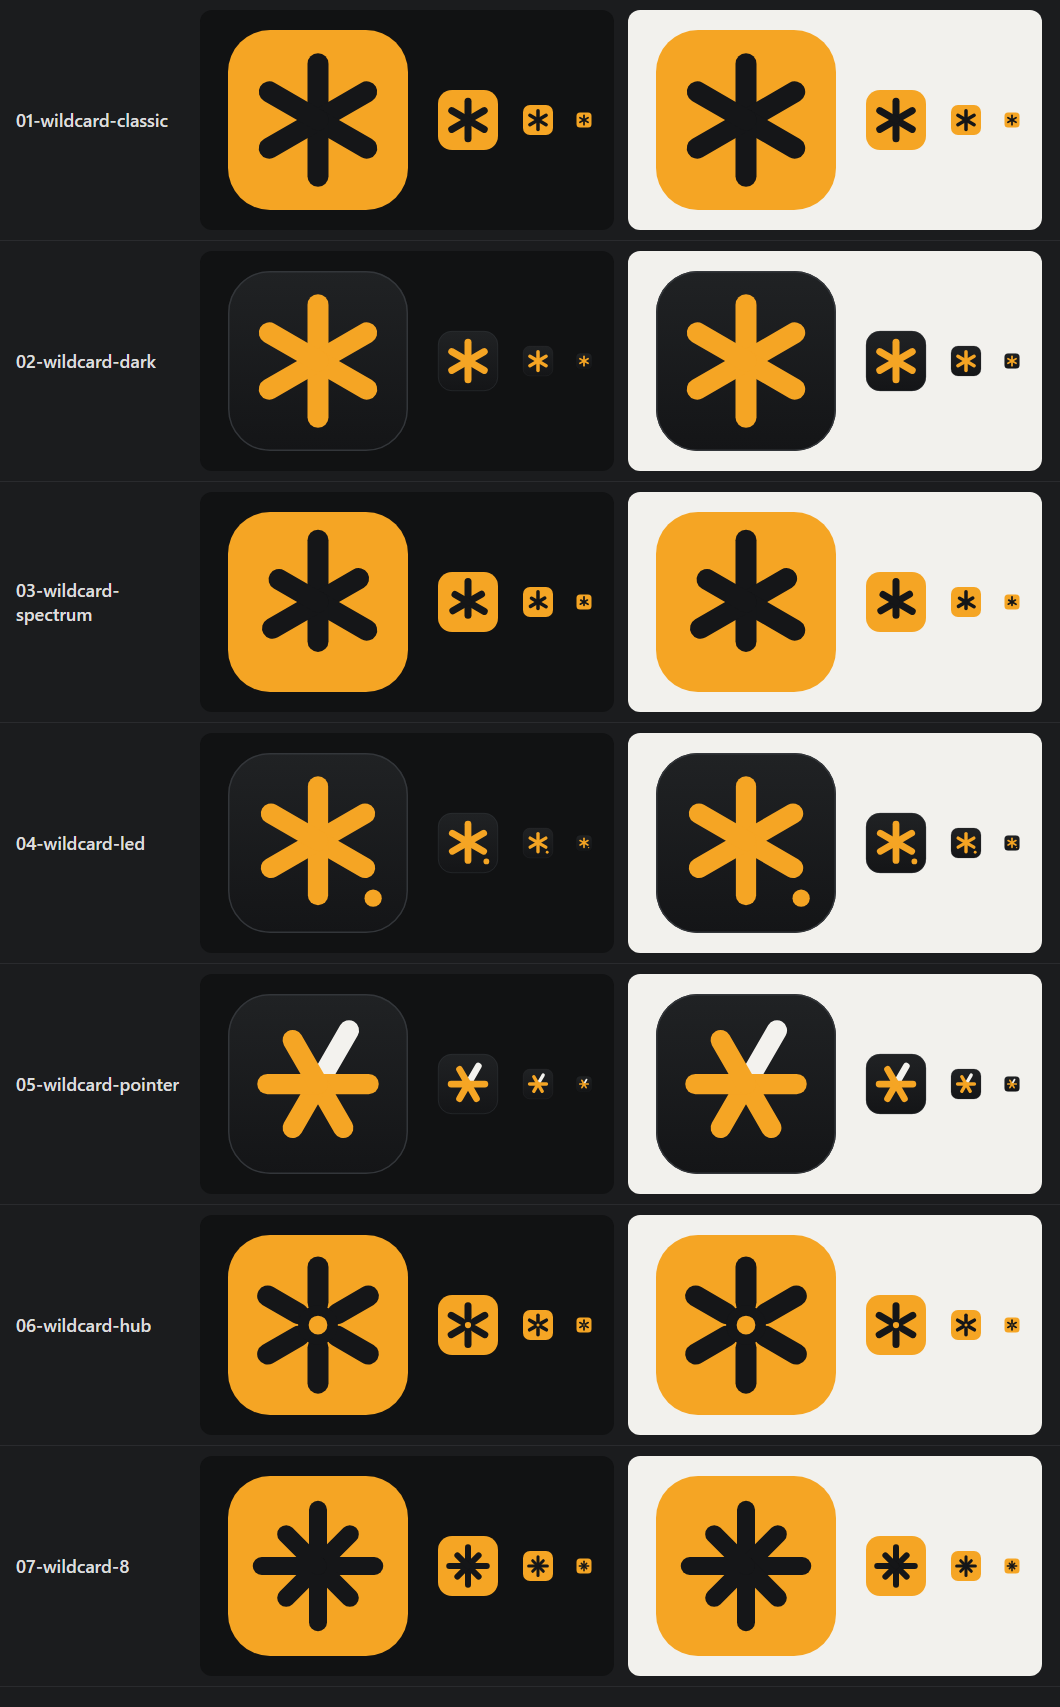 01-wildcard-classic
02-wildcard-dark
03-wildcard-
spectrum
04-wildcard-led
05-wildcard-pointer
06-wildcard-hub
07-wildcard-8